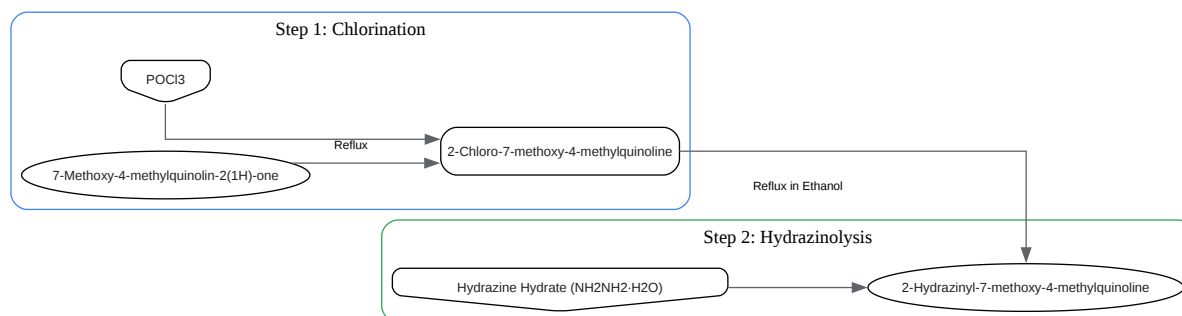 Step 1: Chlorination
POCl3
Reflux
7-Methoxy-4-methylquinolin-2(1H)-one
2-Chloro-7-methoxy-4-methylquinoline
Reflux in Ethanol
Step 2: Hydrazinolysis
Hydrazine Hydrate (NH2NH2·H2O)
2-Hydrazinyl-7-methoxy-4-methylquinoline